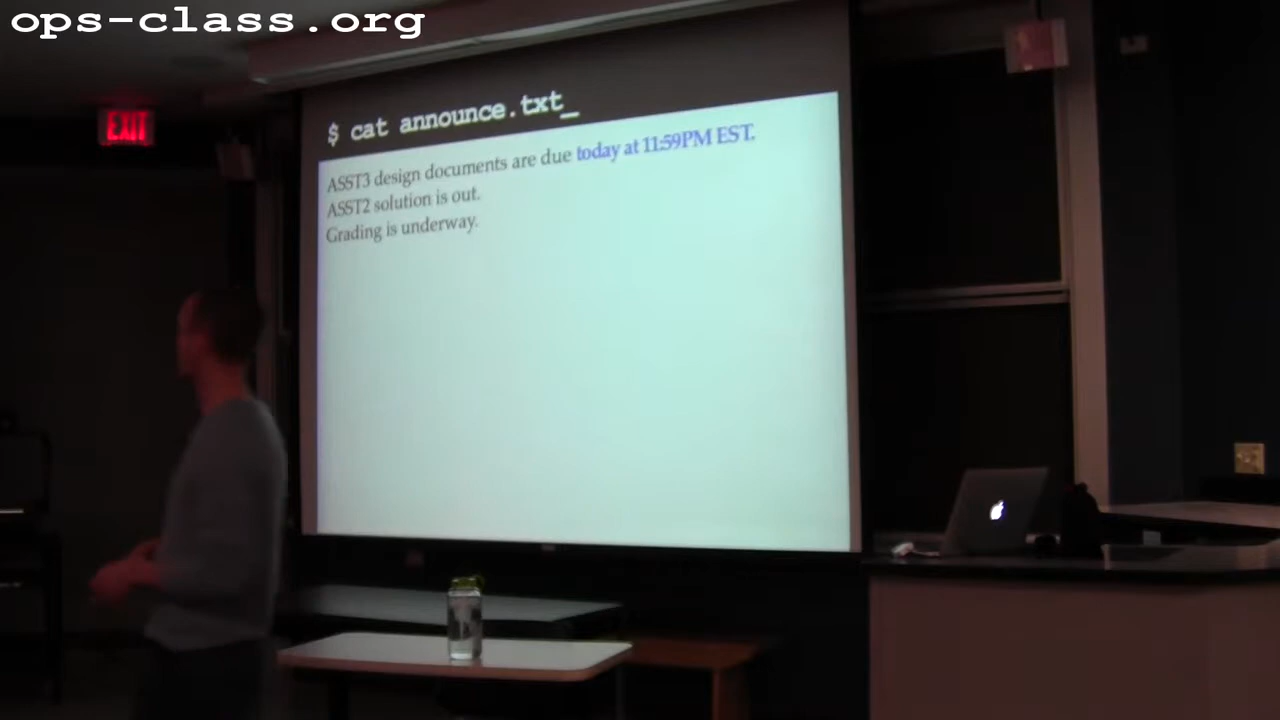 ops-class.org
EXIT
$ cat announce.txt_
ASST3 design documents are due today at 11:59PM EST.
ASST2 solution is out.
Grading is underway.